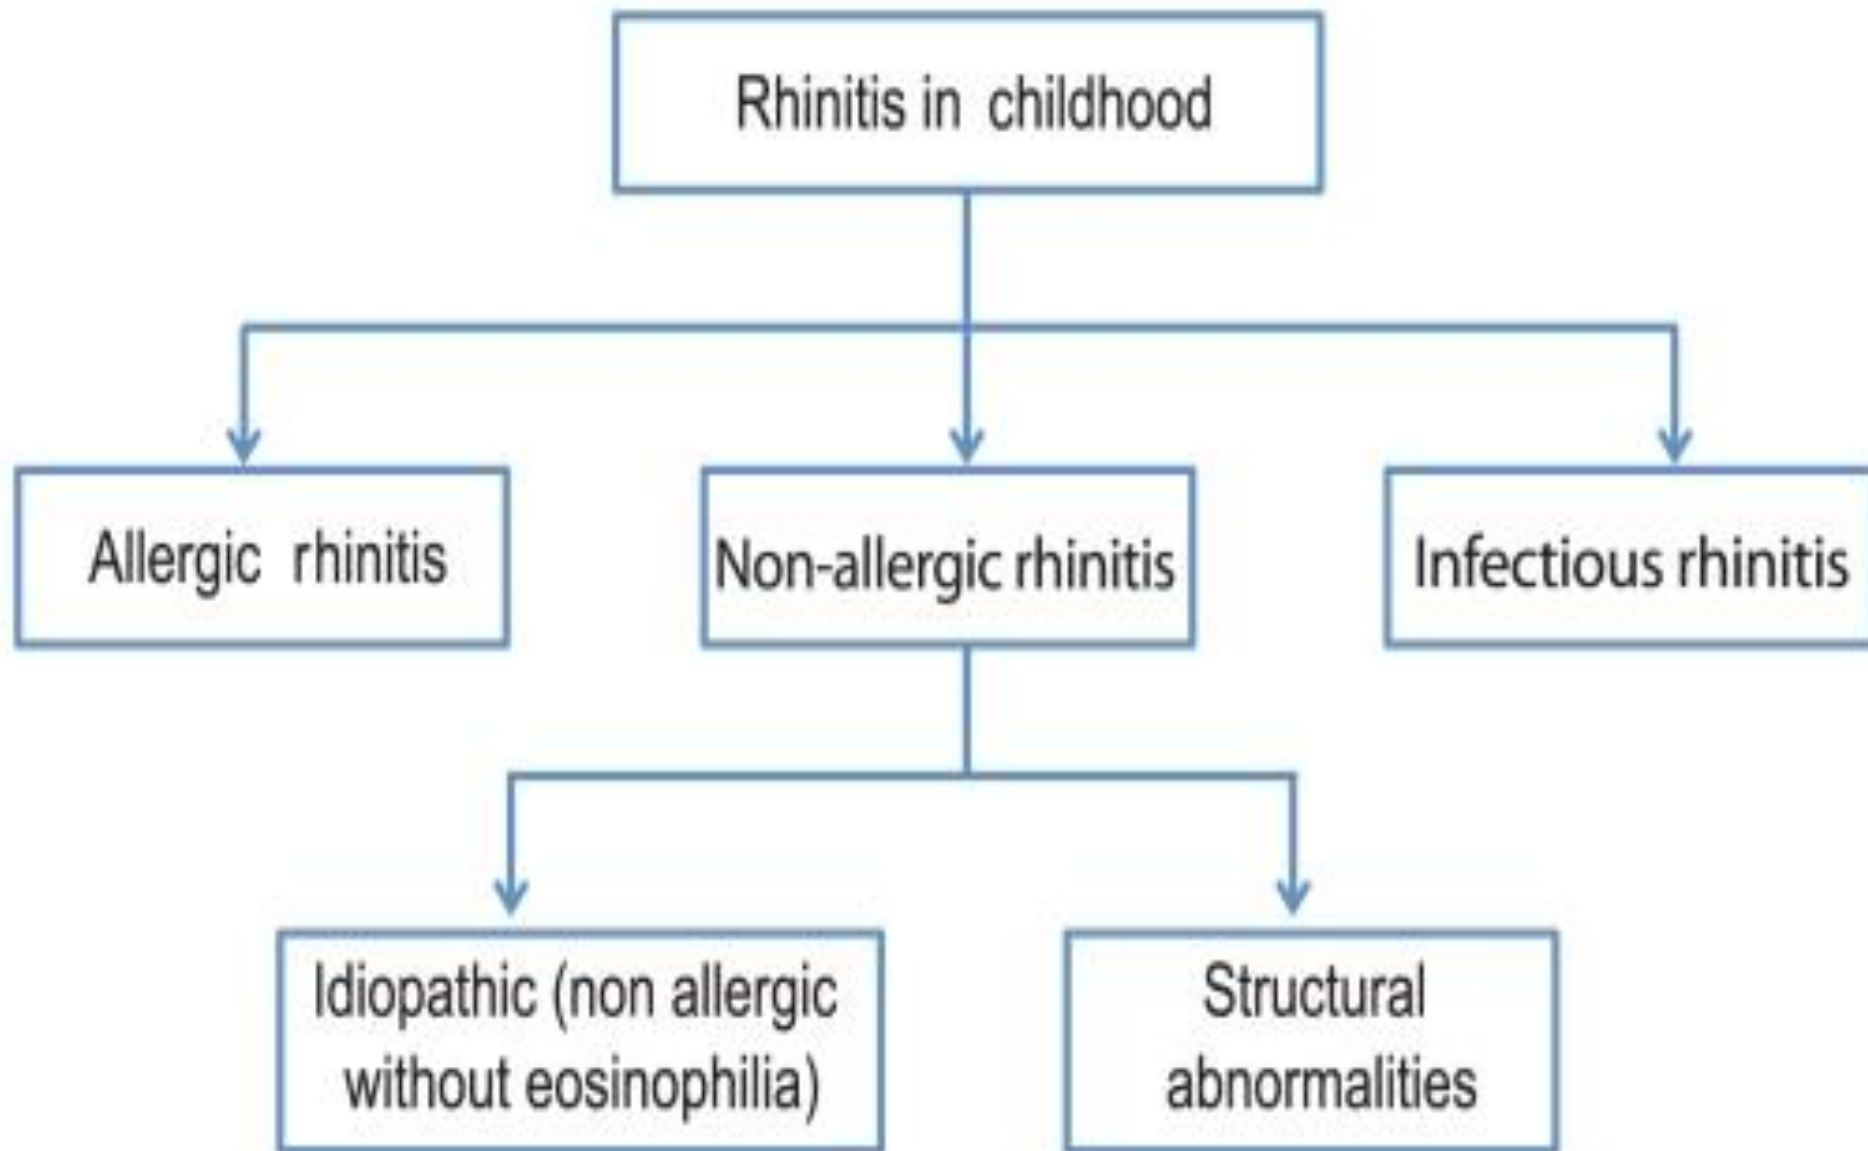 Rhinitis in childhood
Allergic rhinitis
Non-allergic rhinitis
Infectious rhinitis
Idiopathic (non allergic
without eosinophilia)
Structural
abnormalities